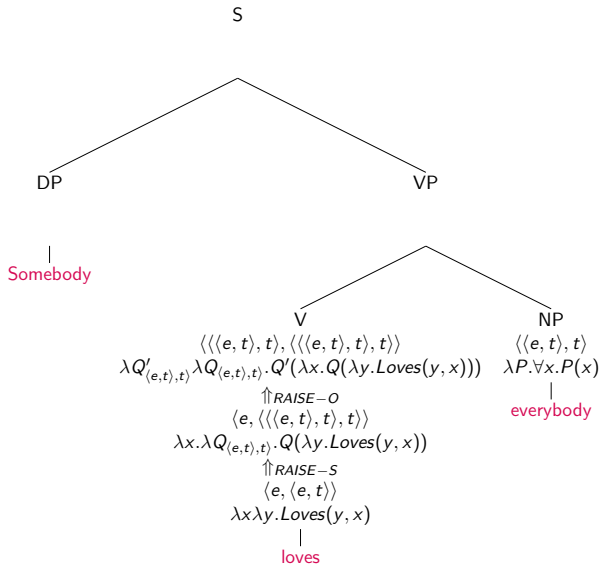 S
DP VP
Somebody
V NP
⟨⟨⟨e, t⟩, t⟩, ⟨⟨⟨e, t⟩, t⟩, t⟩⟩ ⟨⟨e, t⟩, t⟩
λQ′⟨⟨e,t⟩,t⟩λQ⟨⟨e,t⟩,t⟩.Q′(λx.Q(λy.Loves(y, x))) λP.∀x.P(x)
⇑RAISE−O everybody
⟨e, ⟨⟨⟨e, t⟩, t⟩, t⟩⟩
λx.λQ⟨⟨e,t⟩,t⟩.Q(λy.Loves(y, x))
⇑RAISE−S
⟨e, ⟨e, t⟩⟩
λxλy.Loves(y, x)
loves